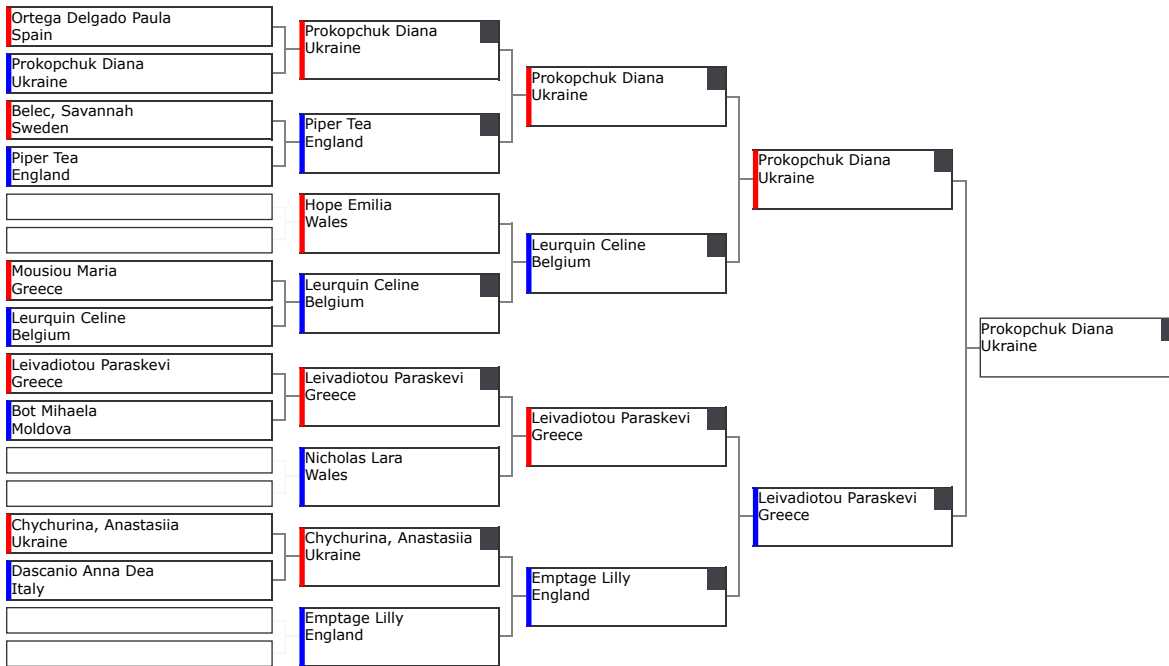 Ortega Delgado Paula
Spain
Prokopchuk Diana
Ukraine
Belec, Savannah
Sweden
Piper Tea
England
Mousiou Maria
Greece
Leurquin Celine
Belgium
Leivadiotou Paraskevi
Greece
Bot Mihaela
Moldova
Chychurina, Anastasiia
Ukraine
Dascanio Anna Dea
Italy
Prokopchuk Diana
Ukraine
Piper Tea
England
Hope Emilia
Wales
Leurquin Celine
Belgium
Leivadiotou Paraskevi
Greece
Nicholas Lara
Wales
Chychurina, Anastasiia
Ukraine
Emptage Lilly
England
Prokopchuk Diana
Ukraine
Leurquin Celine
Belgium
Leivadiotou Paraskevi
Greece
Emptage Lilly
England
Prokopchuk Diana
Ukraine
Leivadiotou Paraskevi
Greece
Prokopchuk Diana
Ukraine